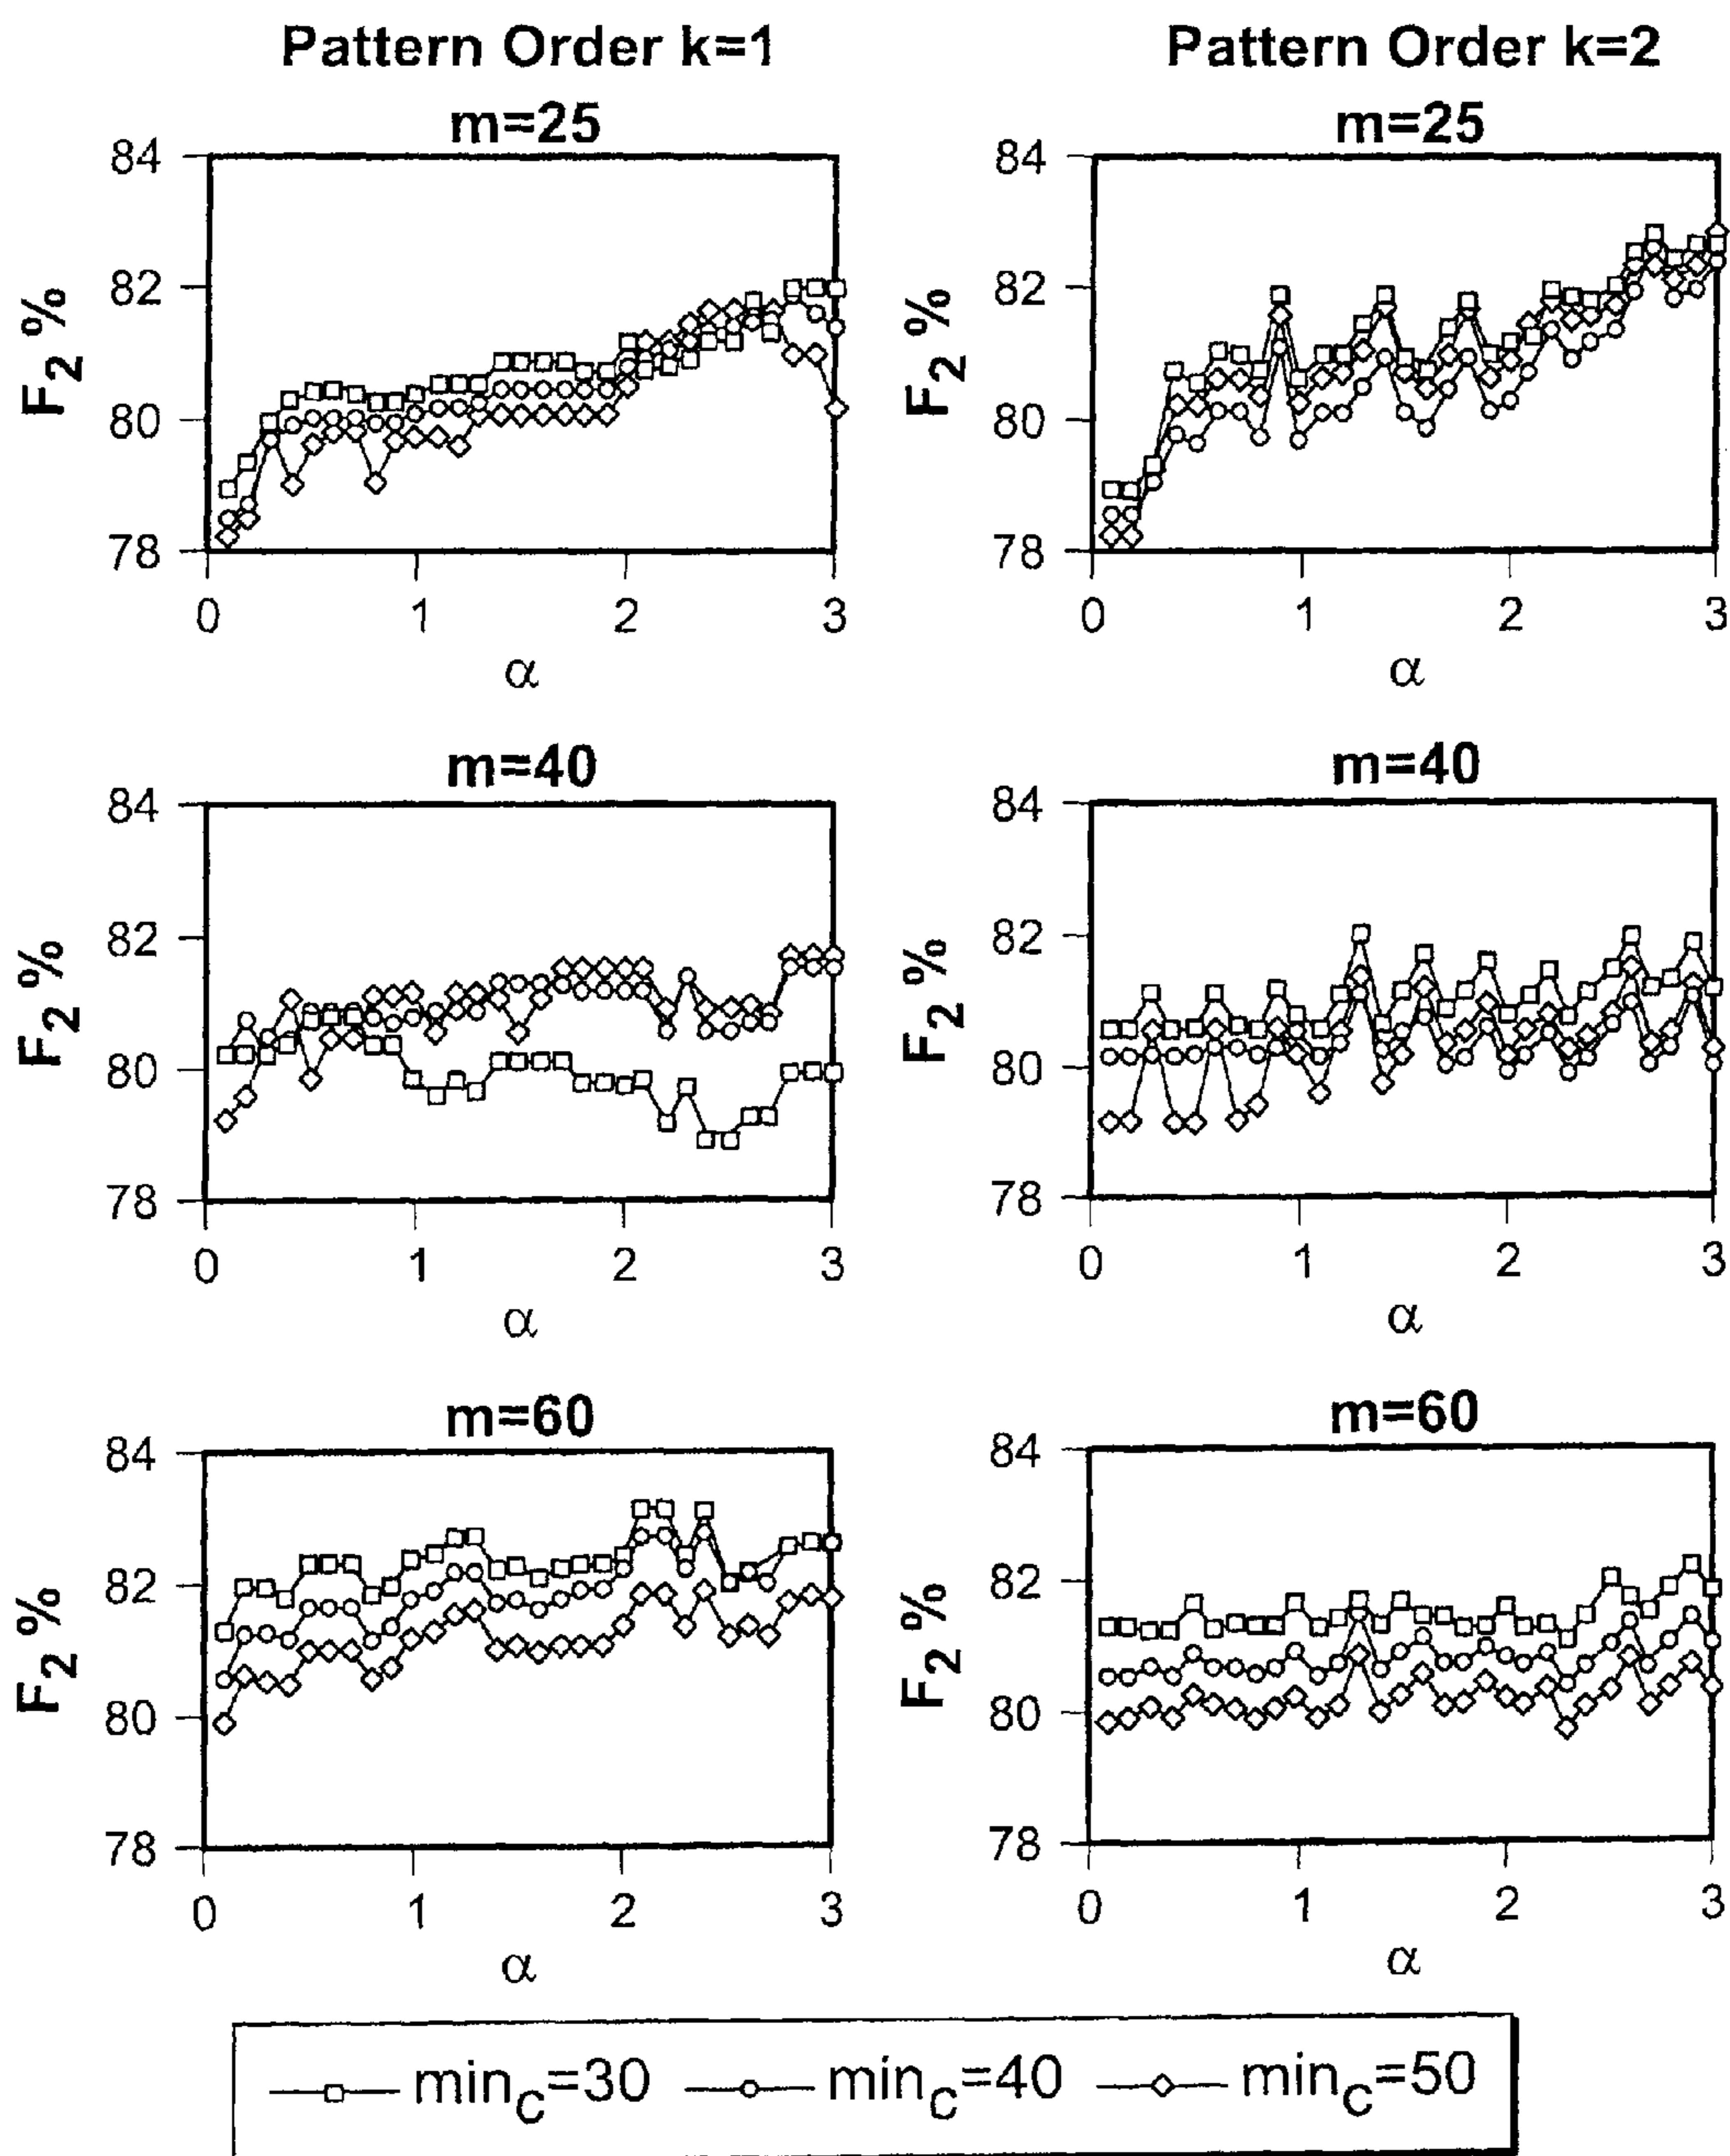 Pattern Order k=1
Pattern Order k=2
m=25
m=25
84
82
80
78
F2 %
0 1 2 3
α
84
82
80
78
F2 %
0 1 2 3
α
m=40
m=40
84
82
80
78
F2 %
0 1 2 3
α
84
82
80
78
F2 %
0 1 2 3
α
m=60
m=60
84
82
80
78
F2 %
0 1 2 3
α
84
82
80
78
F2 %
0 1 2 3
α
minC=30 minC=40 minC=50